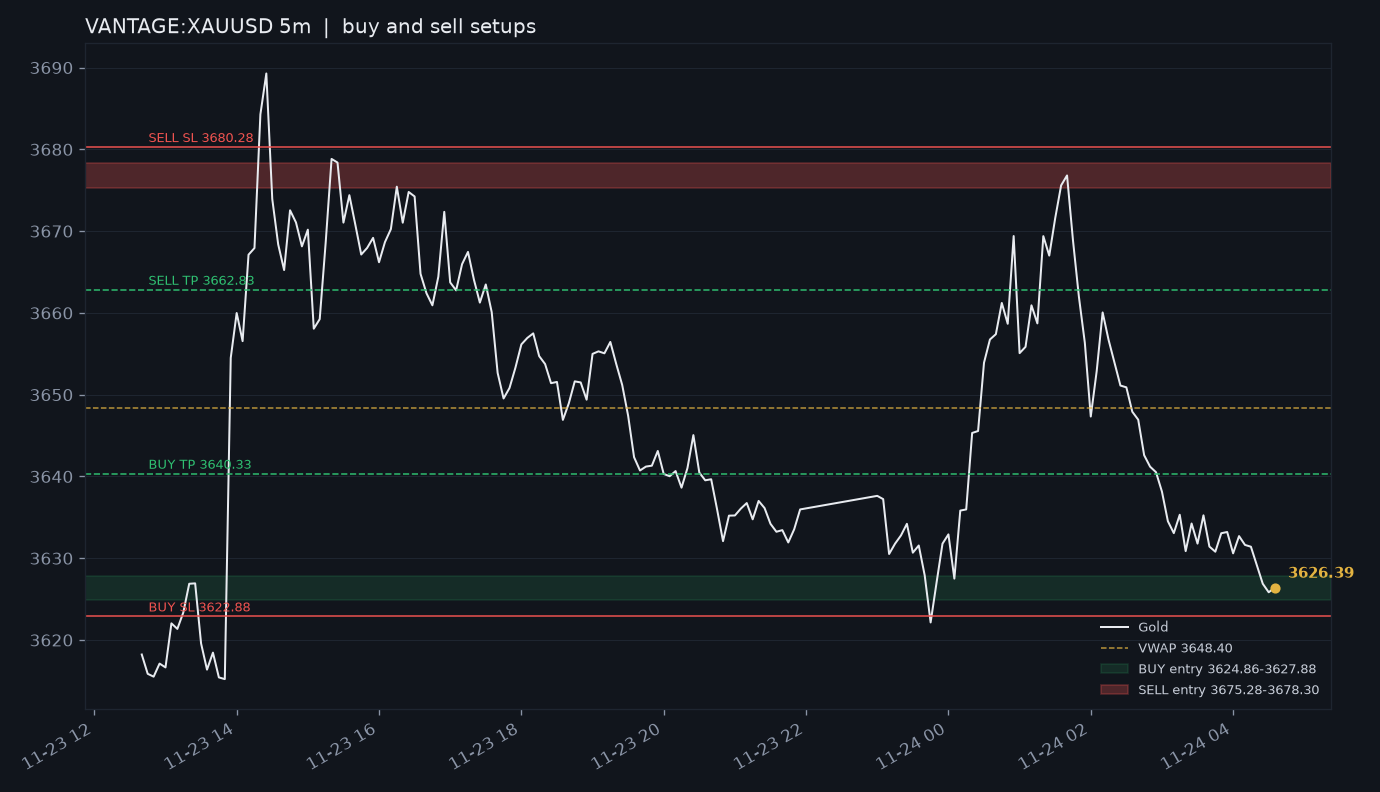 VANTAGE:XAUUSD 5m | buy and sell setups
3690
3680
3670
3660
3650
3640
3630
3620
SELL SL 3680.28
SELL TP 3662.83
BUY TP 3640.33
BUY SL 3622.88
3626.39
Gold
VWAP 3648.40
BUY entry 3624.86-3627.88
SELL entry 3675.28-3678.30
11-23 12
11-23 14
11-23 16
11-23 18
11-23 20
11-23 22
11-24 00
11-24 02
11-24 04